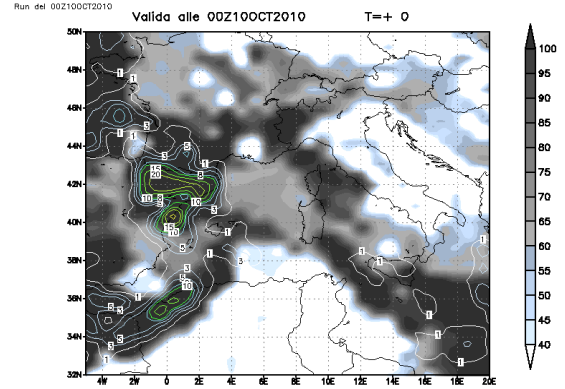 Run del 00Z10OCT2010
Valida alle 00Z10OCT2010 T=+ 0
50N
48N
46N
44N
42N
40N
38N
36N
34N
32N
4W 2W 0 2E 4E 6E 8E 10E 12E 14E 16E 18E 20E
100
95
90
85
80
75
70
65
60
55
50
45
40